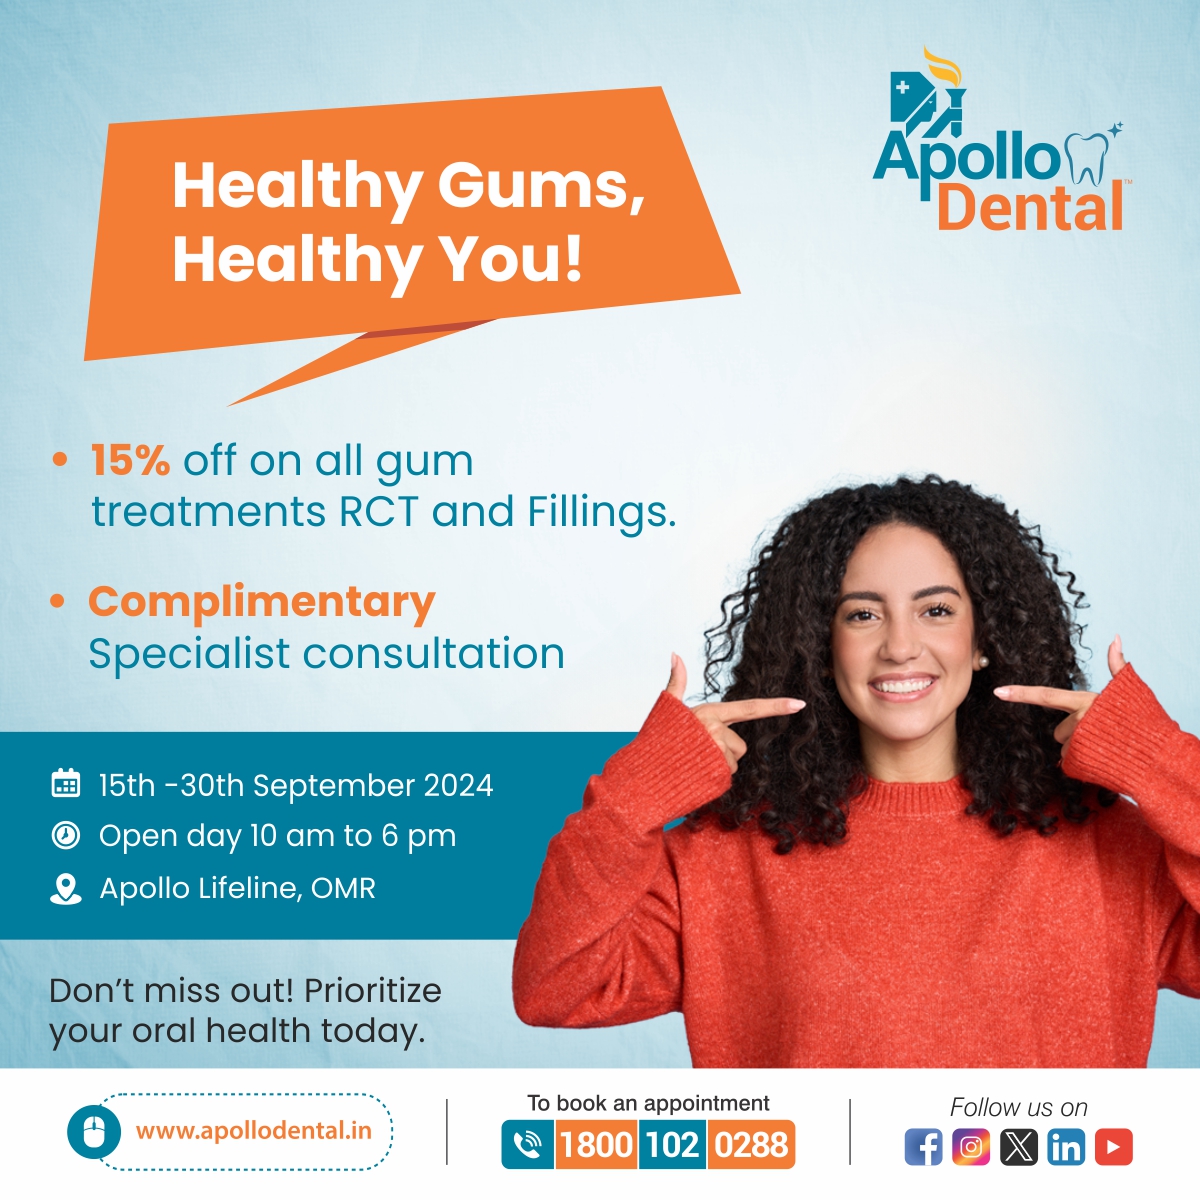 Apollo
Dental™
Healthy Gums,
Healthy You!
• 15% off on all gum
treatments RCT and Fillings.
• Complimentary
Specialist consultation
15th -30th September 2024
Open day 10 am to 6 pm
Apollo Lifeline, OMR
Don’t miss out! Prioritize
your oral health today.
www.apollodental.in
To book an appointment
1800 102 0288
Follow us on